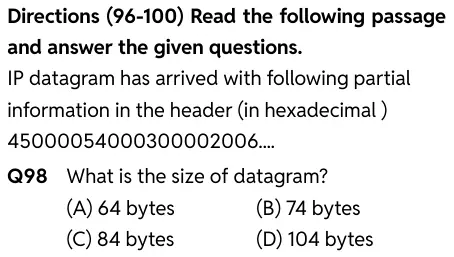 Directions (96-100) Read the following passage
and answer the given questions.
IP datagram has arrived with following partial
information in the header (in hexadecimal )
45000054000300002006....
Q98 What is the size of datagram?
(A) 64 bytes (B) 74 bytes
(C) 84 bytes (D) 104 bytes